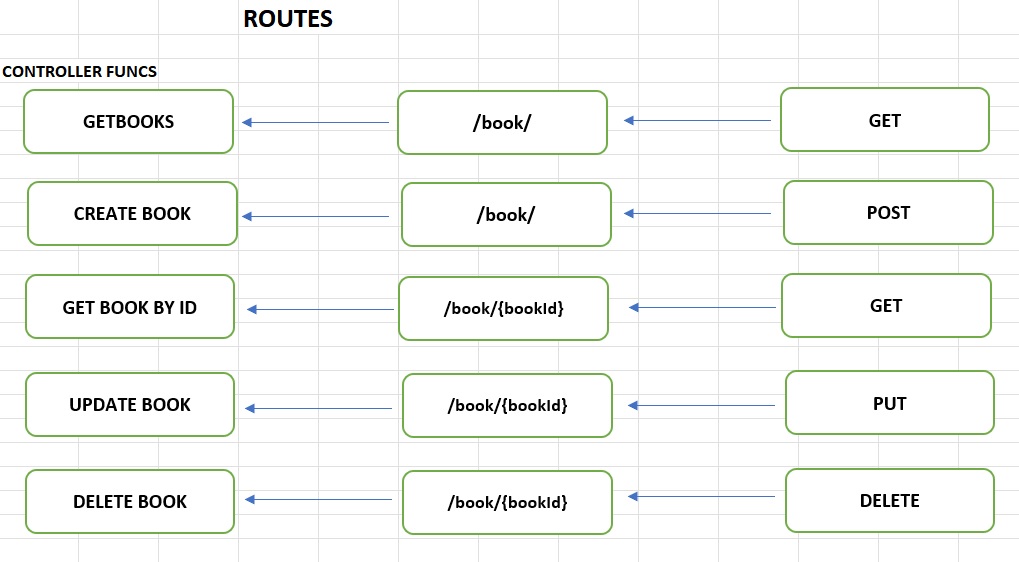 ROUTES
CONTROLLER FUNCS
GETBOOKS
/book/
GET
CREATE BOOK
/book/
POST
GET BOOK BY ID
/book/{bookId}
GET
UPDATE BOOK
/book/{bookId}
PUT
DELETE BOOK
/book/{bookId}
DELETE